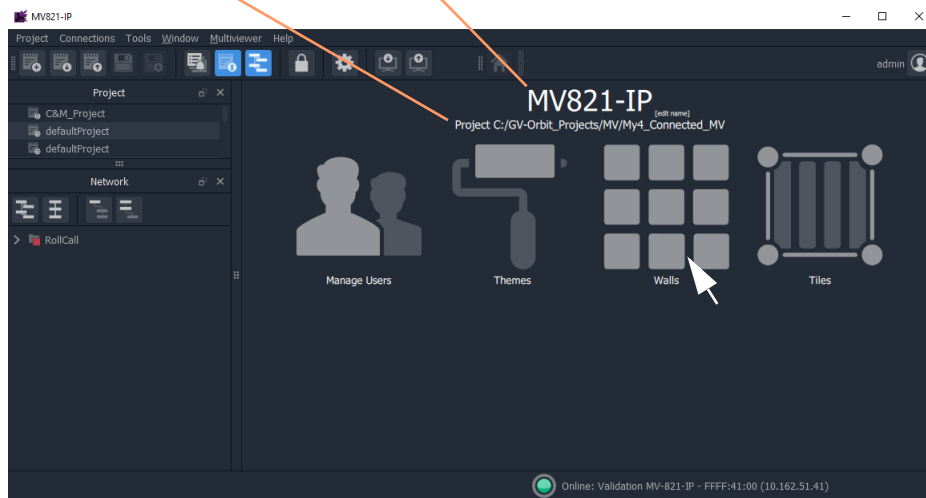 MV821-IP
Project Connections Tools Window Multiviewer Help
admin
Project
C&M_Project
defaultProject
defaultProject
Network
RollCall
MV821-IP
[edit name]
Project C:/GV-Orbit_Projects/MV/My4_Connected_MV
Manage Users
Themes
Walls
Tiles
Online: Validation MV-821-IP - FFFF:41:00 (10.162.51.41)